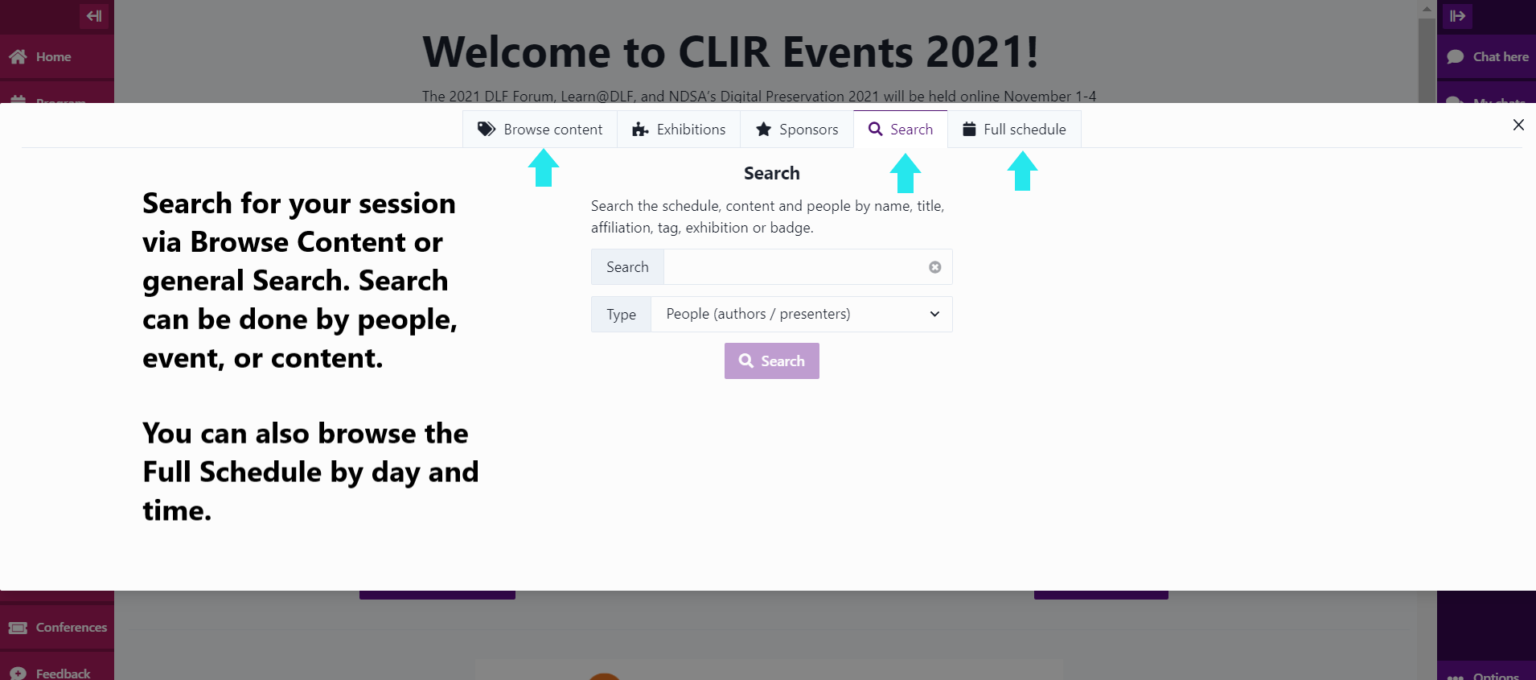 Home
Program
Welcome to CLIR Events 2021!
The 2021 DLF Forum, Learn@DLF, and NDSA's Digital Preservation 2021 will be held online November 1-4
Chat here
My chats
Browse content
Exhibitions
Sponsors
Search
Full schedule
Search for your session
via Browse Content or
general Search. Search
can be done by people,
event, or content.
You can also browse the
Full Schedule by day and
time.
Search
Search the schedule, content and people by name, title,
affiliation, tag, exhibition or badge.
Search
Type People (authors / presenters)
Search
Conferences
Feedback
Options